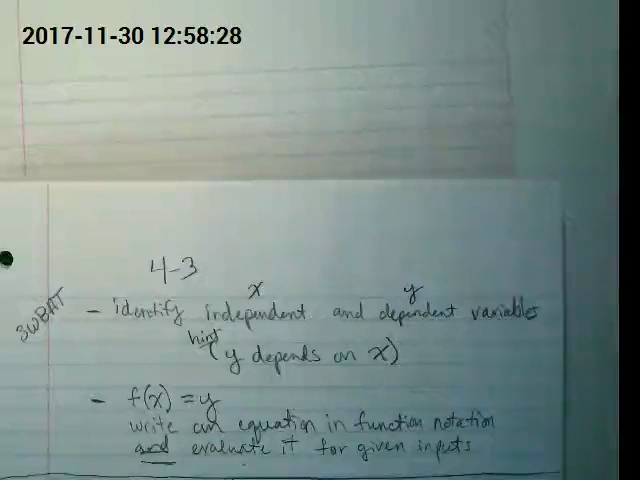 2017-11-30 12:58:28
4-3
SWBAT
x y
- identify independent and dependent variables
hint (y depends on x)
- f(x) = y
write an equation in function notation
and evaluate it for given inputs